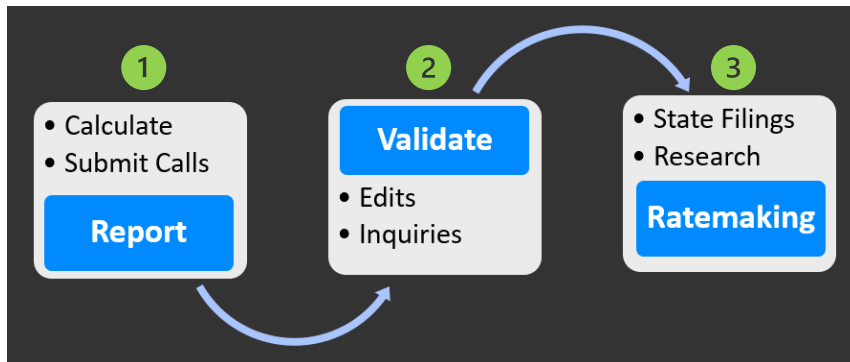 1
• Calculate
• Submit Calls
Report
2
Validate
• Edits
• Inquiries
3
• State Filings
• Research
Ratemaking